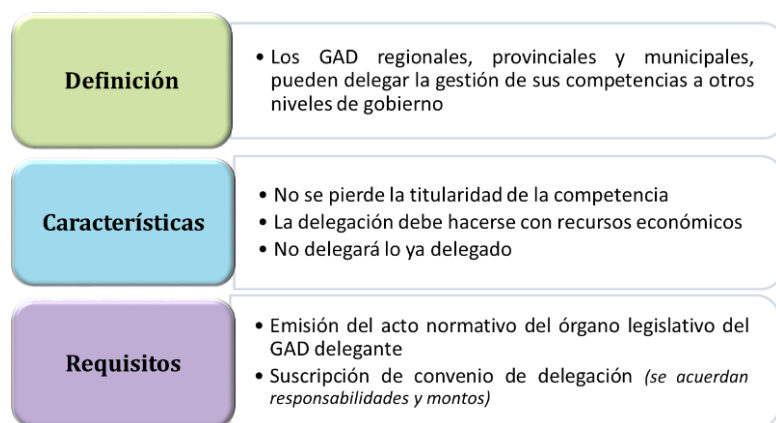 Definición
• Los GAD regionales, provinciales y municipales,
pueden delegar la gestión de sus competencias a otros
niveles de gobierno
Características
• No se pierde la titularidad de la competencia
• La delegación debe hacerse con recursos económicos
• No delegará lo ya delegado
Requisitos
• Emisión del acto normativo del órgano legislativo del
GAD delegante
• Suscripción de convenio de delegación (se acuerdan
responsabilidades y montos)